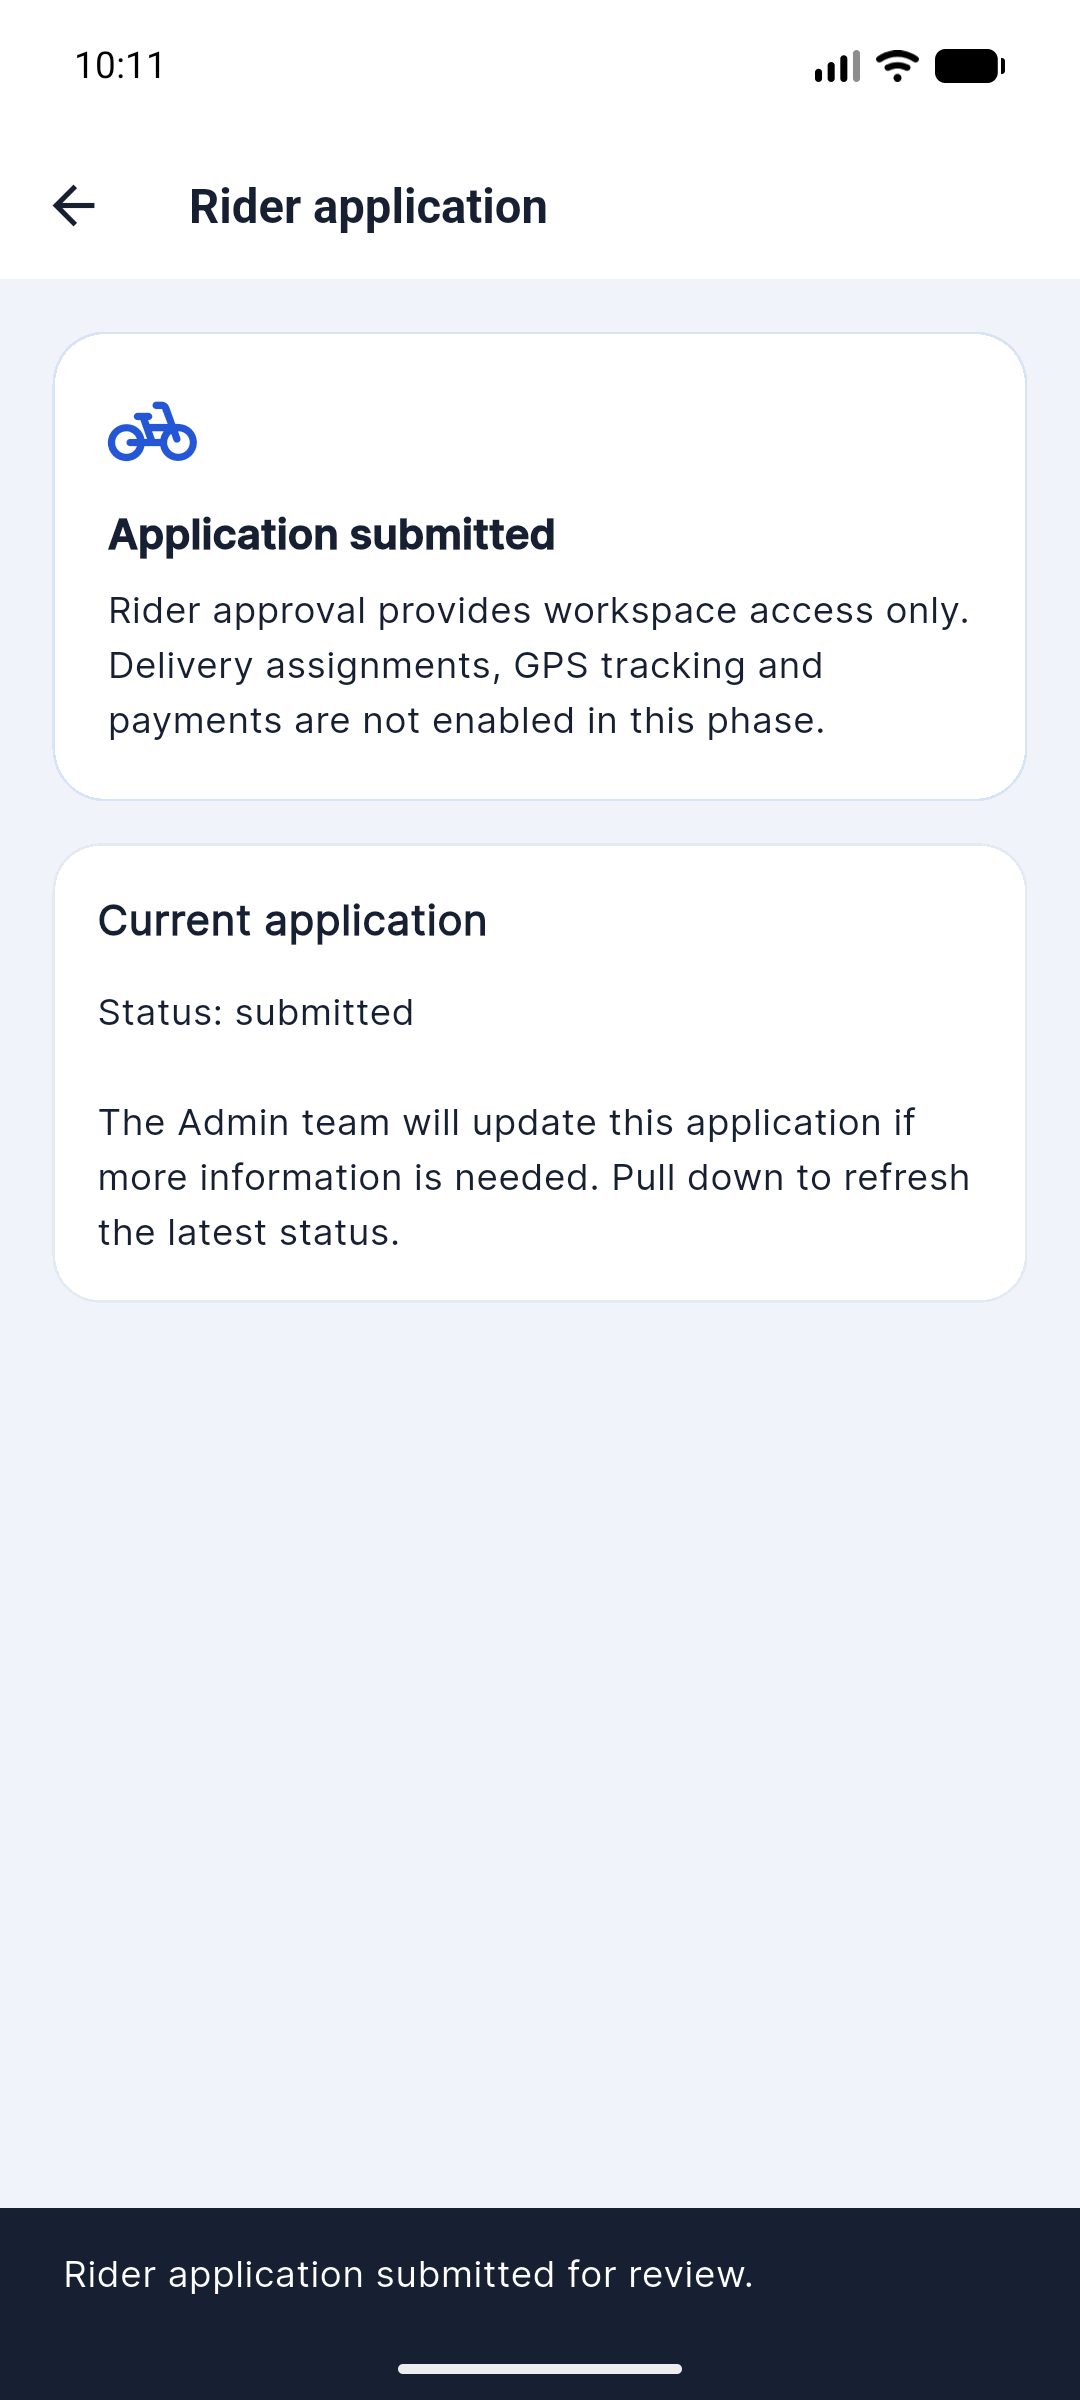 10:11
Rider application
Application submitted
Rider approval provides workspace access only.
Delivery assignments, GPS tracking and
payments are not enabled in this phase.
Current application
Status: submitted
The Admin team will update this application if
more information is needed. Pull down to refresh
the latest status.
Rider application submitted for review.